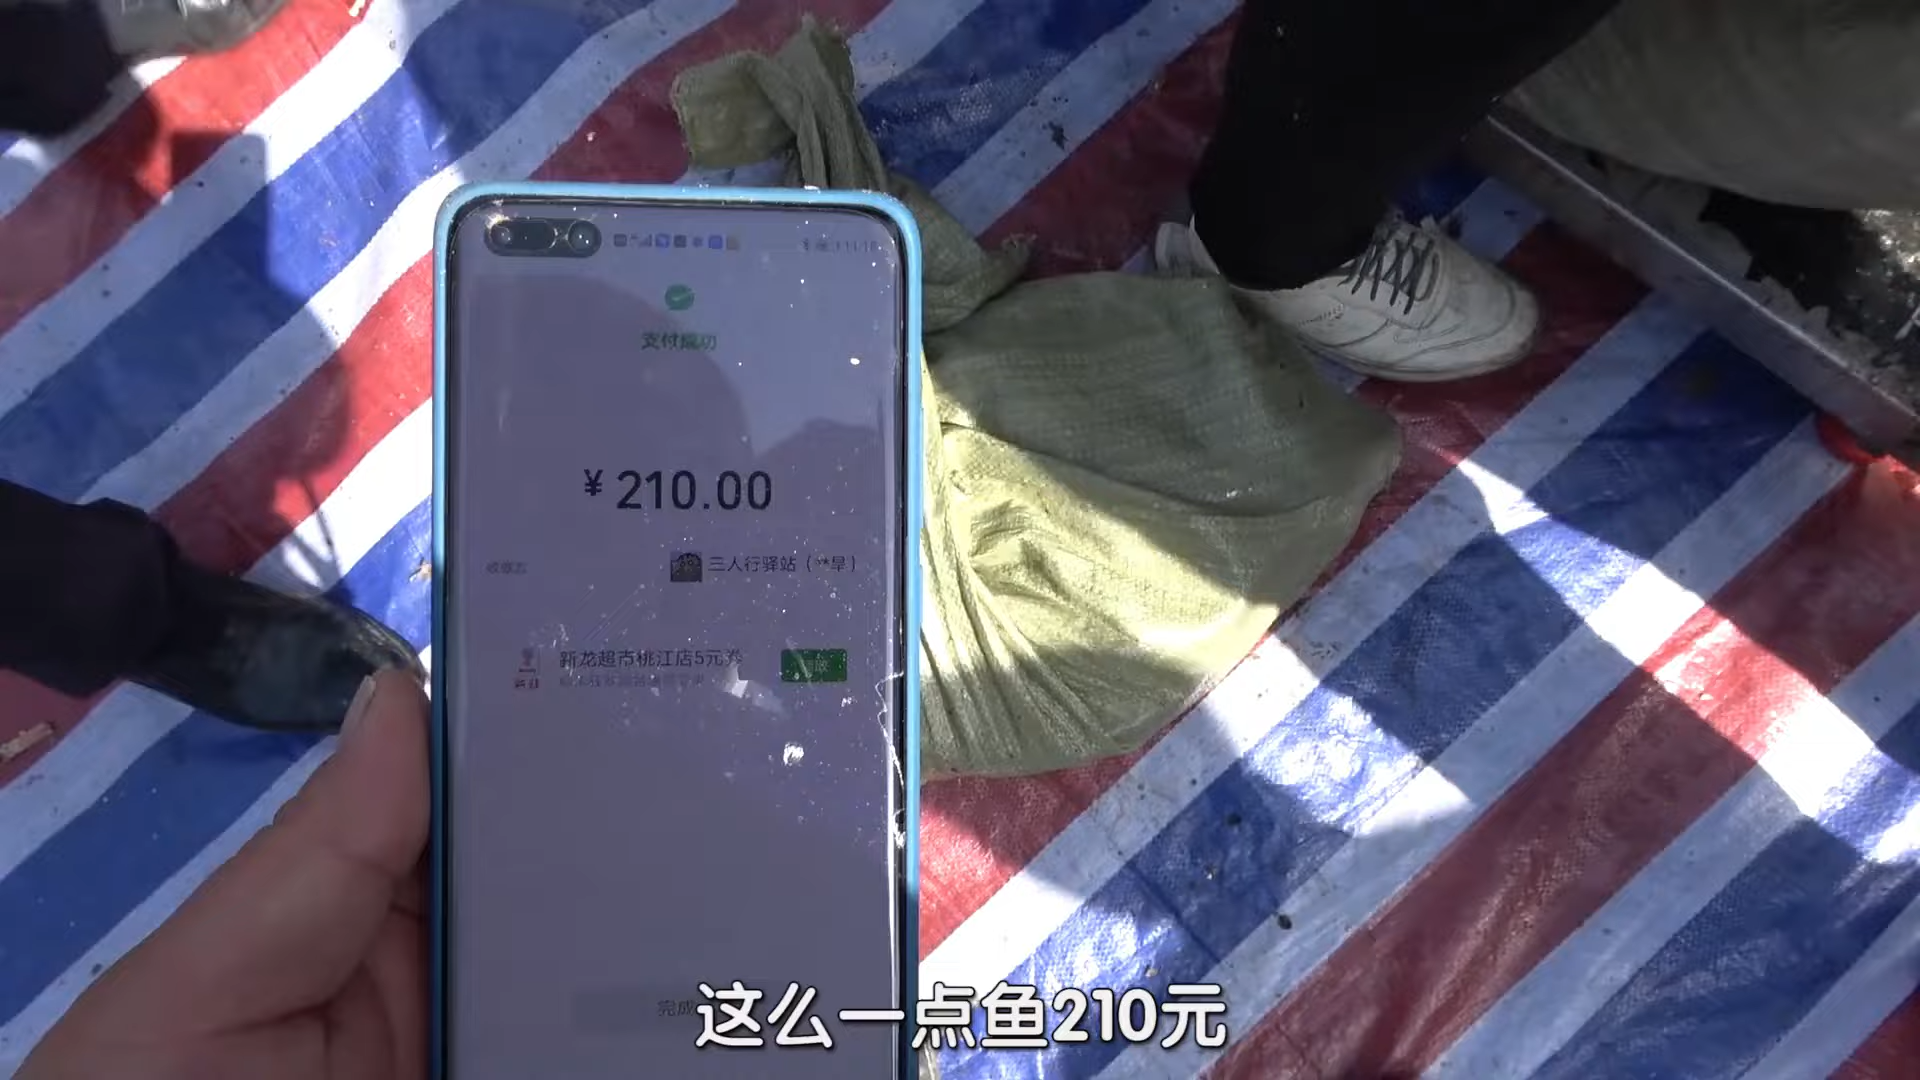 支付成功
¥210.00
三人行驿站(**旱)
新龙超市桃江店5元券
完成
这么一点鱼210元